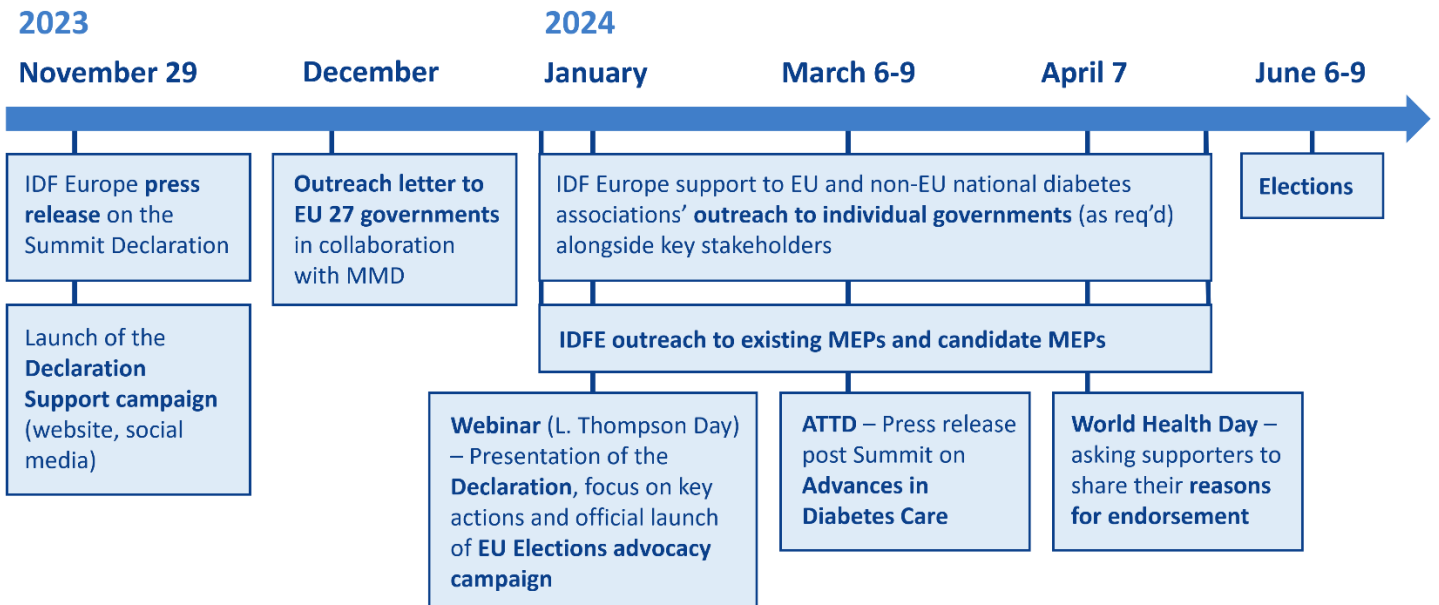 2023
2024
November 29
December
January
March 6-9
April 7
June 6-9
IDF Europe press
release on the
Summit Declaration
Outreach letter to
EU 27 governments
in collaboration
with MMD
IDF Europe support to EU and non-EU national diabetes
associations’ outreach to individual governments (as req’d)
alongside key stakeholders
Elections
Launch of the
Declaration
Support campaign
(website, social
media)
IDFE outreach to existing MEPs and candidate MEPs
Webinar (L. Thompson Day)
– Presentation of the
Declaration, focus on key
actions and official launch
of EU Elections advocacy
campaign
ATTD – Press release
post Summit on
Advances in
Diabetes Care
World Health Day –
asking supporters to
share their reasons
for endorsement